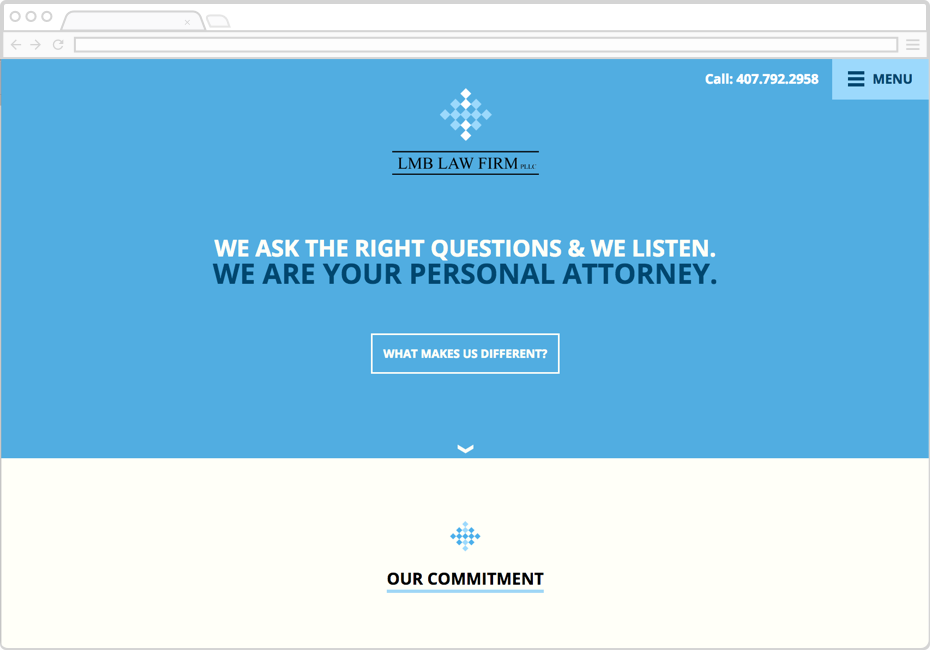 Call: 407.792.2958
MENU
LMB LAW FIRM PLLC
WE ASK THE RIGHT QUESTIONS & WE LISTEN.
WE ARE YOUR PERSONAL ATTORNEY.
WHAT MAKES US DIFFERENT?
OUR COMMITMENT